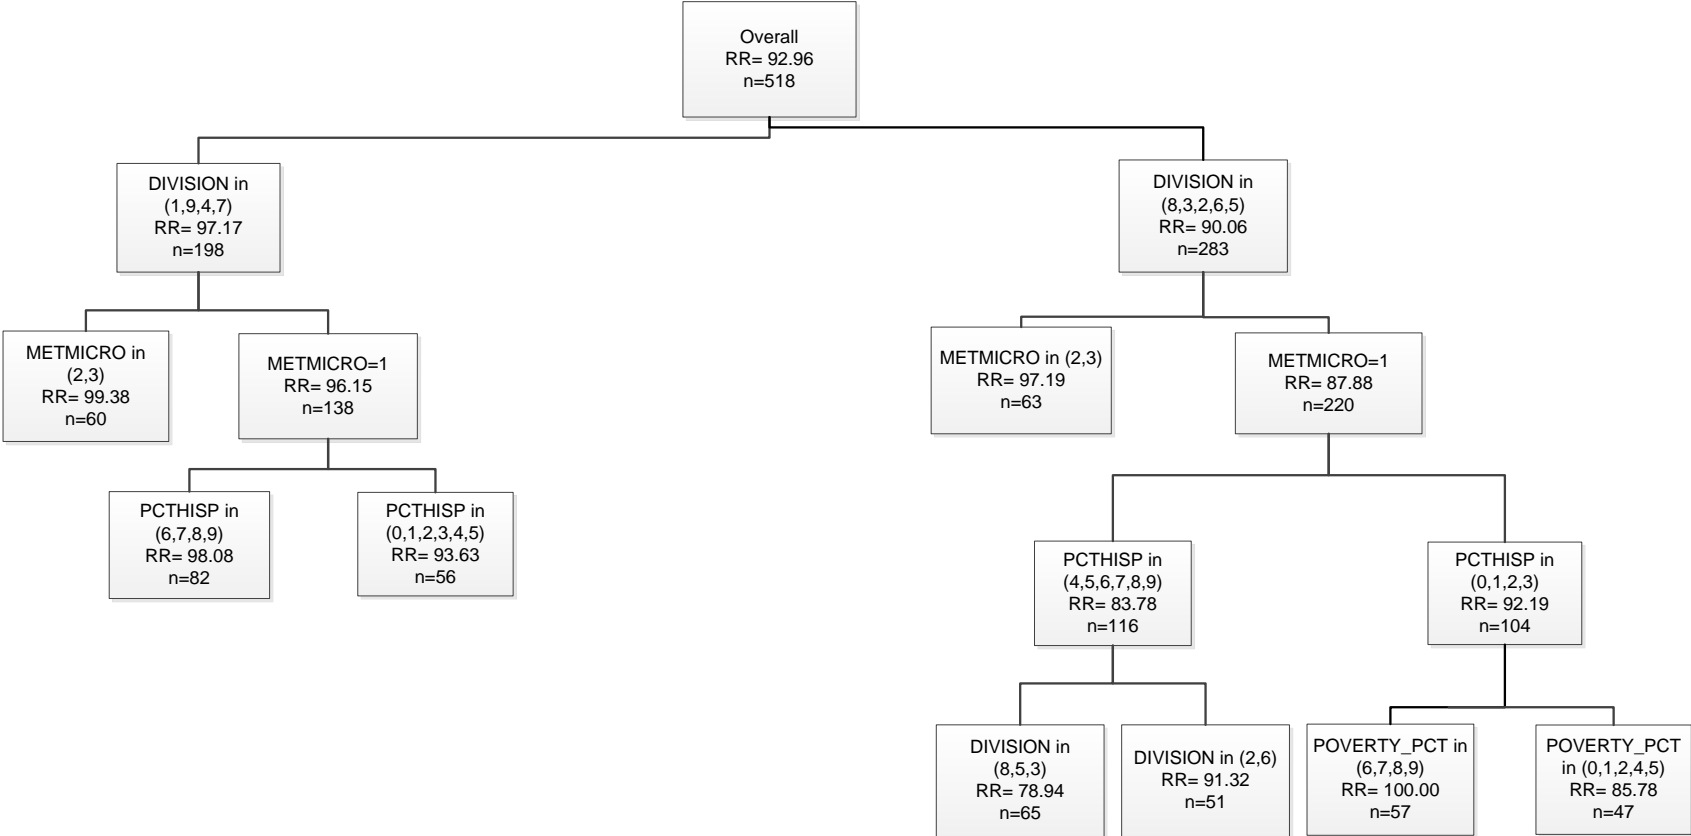 Overall
RR= 92.96
n=518
DIVISION in
(1,9,4,7)
RR= 97.17
n=198
DIVISION in
(8,3,2,6,5)
RR= 90.06
n=283
METMICRO in
(2,3)
RR= 99.38
n=60
METMICRO=1
RR= 96.15
n=138
METMICRO in (2,3)
RR= 97.19
n=63
METMICRO=1
RR= 87.88
n=220
PCTHISP in
(6,7,8,9)
RR= 98.08
n=82
PCTHISP in
(0,1,2,3,4,5)
RR= 93.63
n=56
PCTHISP in
(4,5,6,7,8,9)
RR= 83.78
n=116
PCTHISP in
(0,1,2,3)
RR= 92.19
n=104
DIVISION in
(8,5,3)
RR= 78.94
n=65
DIVISION in (2,6)
RR= 91.32
n=51
POVERTY_PCT in
(6,7,8,9)
RR= 100.00
n=57
POVERTY_PCT
in (0,1,2,4,5)
RR= 85.78
n=47